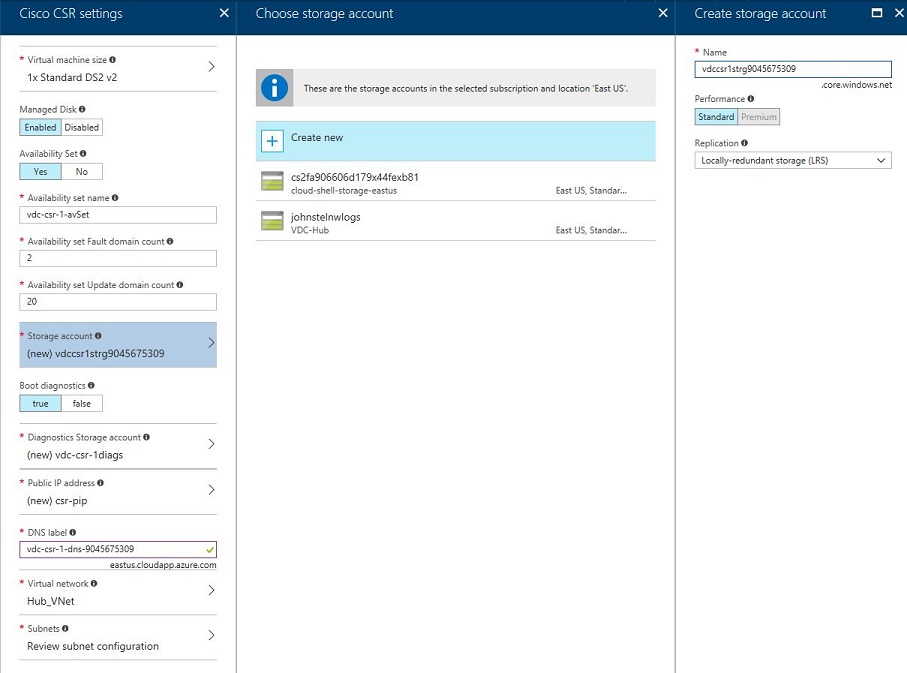 Cisco CSR settings
* Virtual machine size
1x Standard DS2 v2
Managed Disk
Enabled Disabled
Availability Set
Yes No
* Availability set name
vdc-csr-1-avSet
* Availability set Fault domain count
2
* Availability set Update domain count
20
* Storage account
(new) vdccsr1strg9045675309
Boot diagnostics
true false
* Diagnostics Storage account
(new) vdc-csr-1diags
* Public IP address
(new) csr-pip
* DNS label
vdc-csr-1-dns-9045675309
eastus.cloudapp.azure.com
* Virtual network
Hub_VNet
* Subnets
Review subnet configuration
Choose storage account
These are the storage accounts in the selected subscription and location 'East US'.
Create new
cs2fa906606d179x44fexb81
cloud-shell-storage-eastus East US, Standar...
johnstelnwlogs
VDC-Hub East US, Standar...
Create storage account
* Name
vdccsr1strg9045675309
.core.windows.net
Performance
Standard Premium
Replication
Locally-redundant storage (LRS)